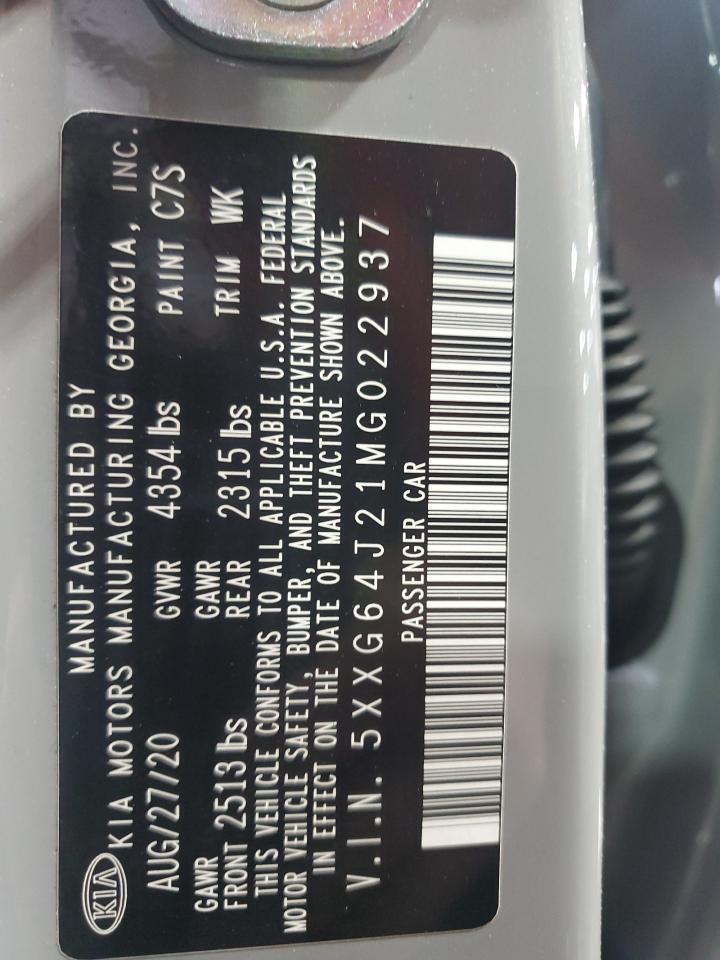 MANUFACTURED BY
KIA KIA MOTORS MANUFACTURING GEORGIA, INC.
AUG/27/20 GVWR 4354 lbs PAINT C7S
GAWR FRONT 2513 lbs GAWR REAR 2315 lbs TRIM WK
THIS VEHICLE CONFORMS TO ALL APPLICABLE U.S.A. FEDERAL
MOTOR VEHICLE SAFETY, BUMPER, AND THEFT PREVENTION STANDARDS
IN EFFECT ON THE DATE OF MANUFACTURE SHOWN ABOVE.
V.I.N. 5XXG64J21MG022937
PASSENGER CAR